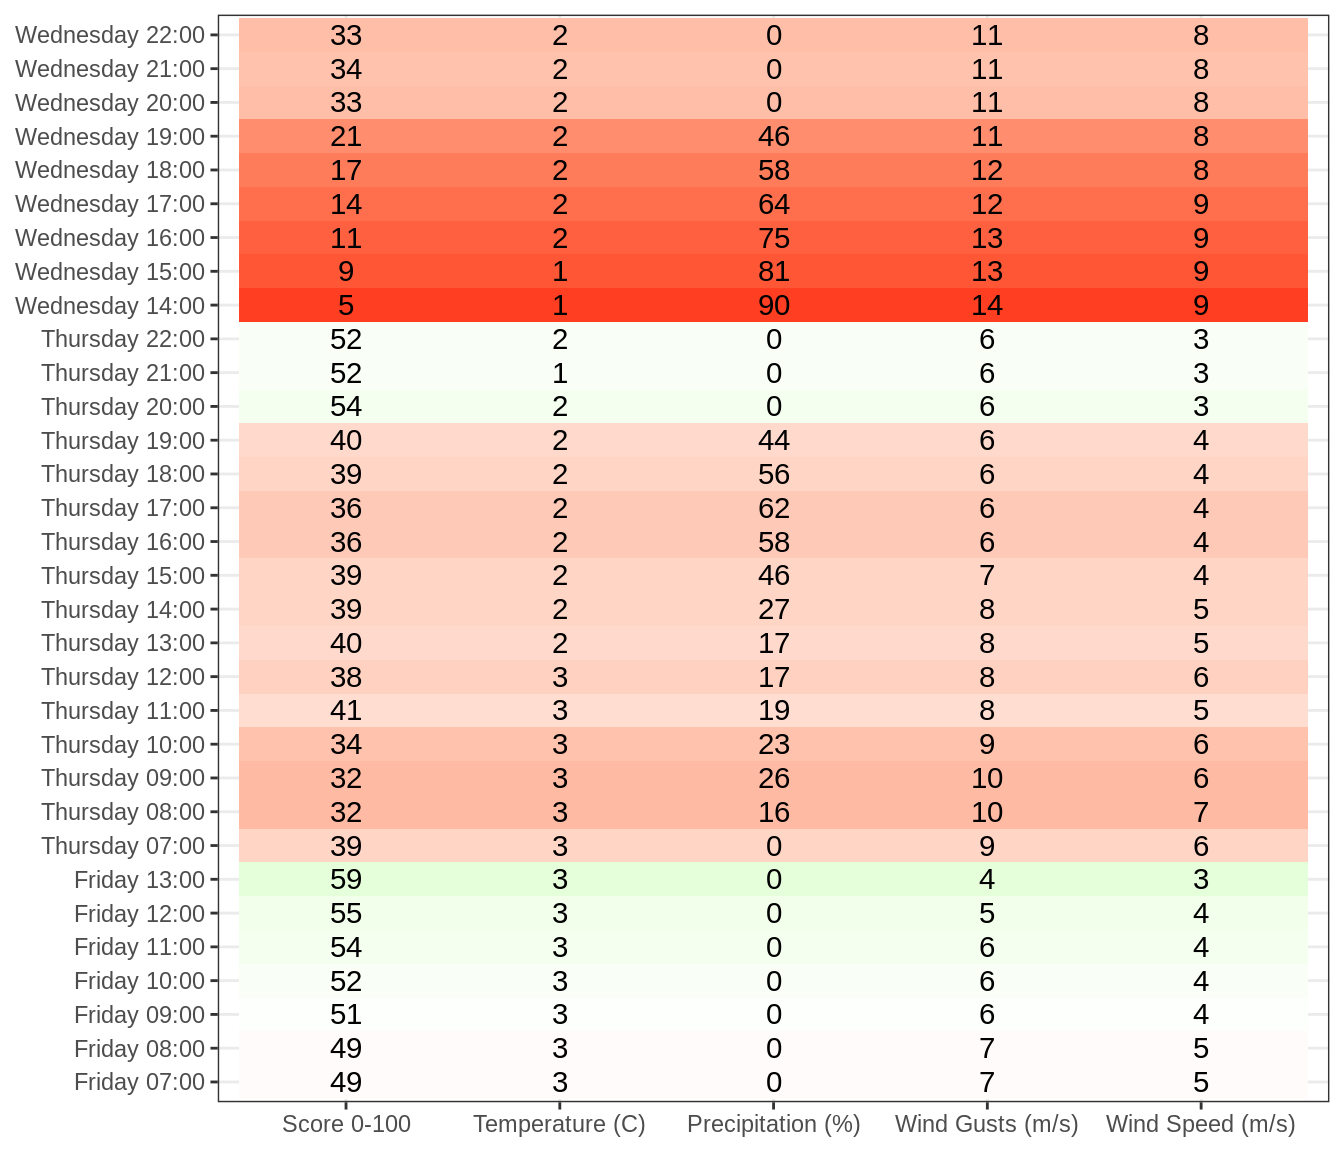 Wednesday 22:00 33 2 0 11 8
Wednesday 21:00 34 2 0 11 8
Wednesday 20:00 33 2 0 11 8
Wednesday 19:00 21 2 46 11 8
Wednesday 18:00 17 2 58 12 8
Wednesday 17:00 14 2 64 12 9
Wednesday 16:00 11 2 75 13 9
Wednesday 15:00 9 1 81 13 9
Wednesday 14:00 5 1 90 14 9
Thursday 22:00 52 2 0 6 3
Thursday 21:00 52 1 0 6 3
Thursday 20:00 54 2 0 6 3
Thursday 19:00 40 2 44 6 4
Thursday 18:00 39 2 56 6 4
Thursday 17:00 36 2 62 6 4
Thursday 16:00 36 2 58 6 4
Thursday 15:00 39 2 46 7 4
Thursday 14:00 39 2 27 8 5
Thursday 13:00 40 2 17 8 5
Thursday 12:00 38 3 17 8 6
Thursday 11:00 41 3 19 8 5
Thursday 10:00 34 3 23 9 6
Thursday 09:00 32 3 26 10 6
Thursday 08:00 32 3 16 10 7
Thursday 07:00 39 3 0 9 6
Friday 13:00 59 3 0 4 3
Friday 12:00 55 3 0 5 4
Friday 11:00 54 3 0 6 4
Friday 10:00 52 3 0 6 4
Friday 09:00 51 3 0 6 4
Friday 08:00 49 3 0 7 5
Friday 07:00 49 3 0 7 5
Score 0-100 Temperature (C) Precipitation (%) Wind Gusts (m/s) Wind Speed (m/s)